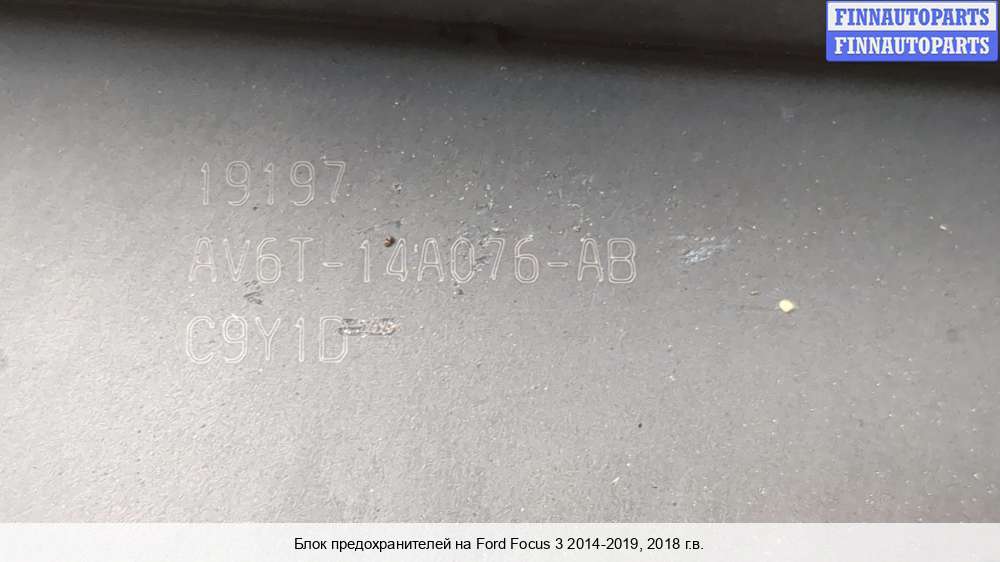 FINNAUTOPARTS
FINNAUTOPARTS
19197
AV6T-14A076-AB
C9Y1D
Блок предохранителей на Ford Focus 3 2014-2019, 2018 г.в.